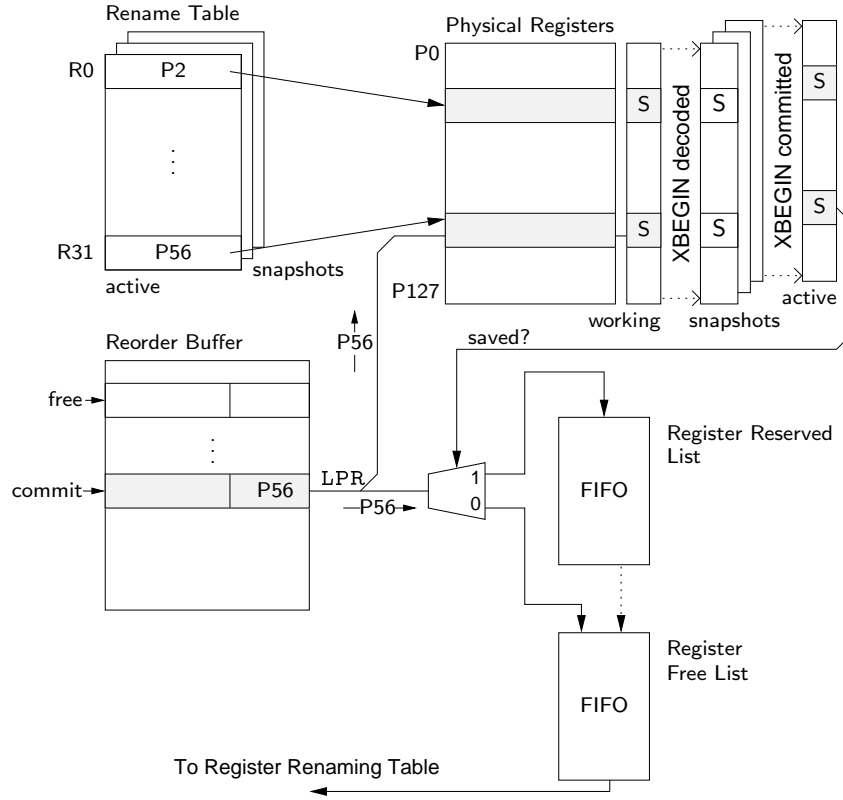 Rename Table
R0
P2
R31
P56
snapshots
active
Physical Registers
P0
P127
S
S
working
XBEGIN decoded
S
S
snapshots
XBEGIN committed
S
S
active
P56
saved?
Reorder Buffer
free
commit
P56
LPR
P56
1
0
FIFO
Register Reserved
List
FIFO
Register
Free List
To Register Renaming Table